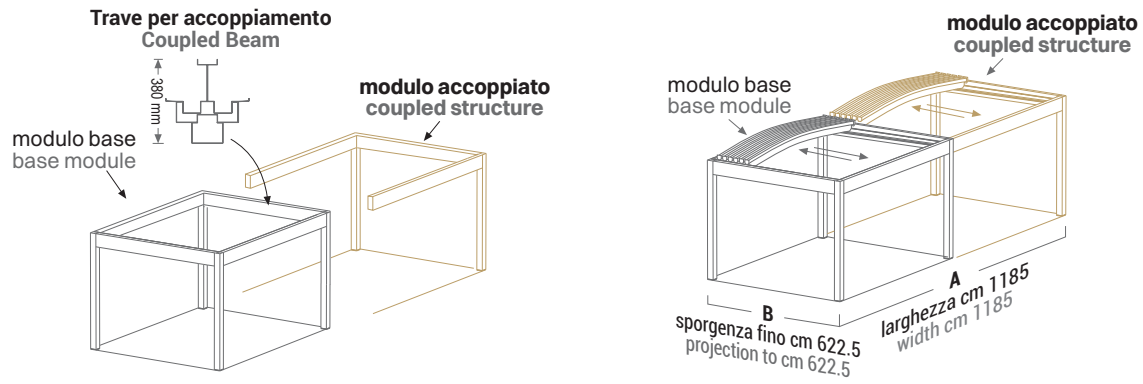 Trave per accoppiamento
Coupled Beam
380 mm
modulo accoppiato
coupled structure
modulo base
base module
modulo accoppiato
coupled structure
modulo base
base module
A
larghezza cm 1185
width cm 1185
B
sporgenza fino cm 622.5
projection to cm 622.5